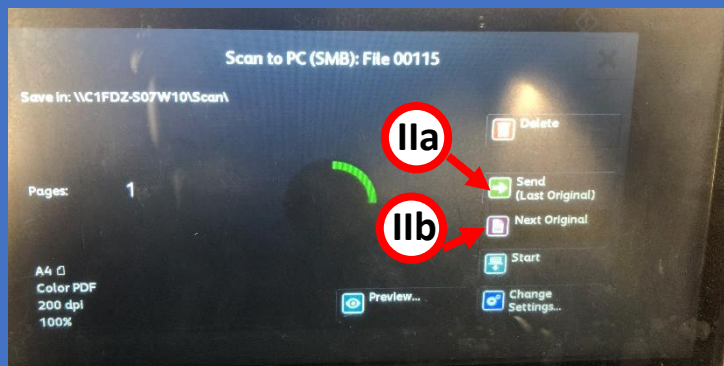 Scan to PC (SMB): File 00115
Save in: \\C1FDZ-S07W10\Scan\
Delete
IIa
Send
(Last Original)
Pages: 1
IIb
Next Original
Start
A4
Color PDF
200 dpi
100%
Preview...
Change
Settings...